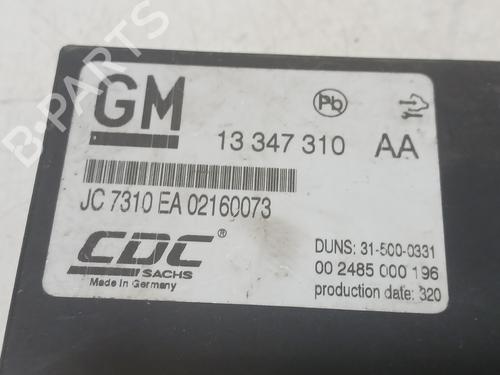 GM
Pb
13 347 310 AA
JC 7310 EA 02160073
CDC®
SACHS
Made in Germany
DUNS: 31-500-0331
00 2485 000 196
production date: 320
B-PARTS